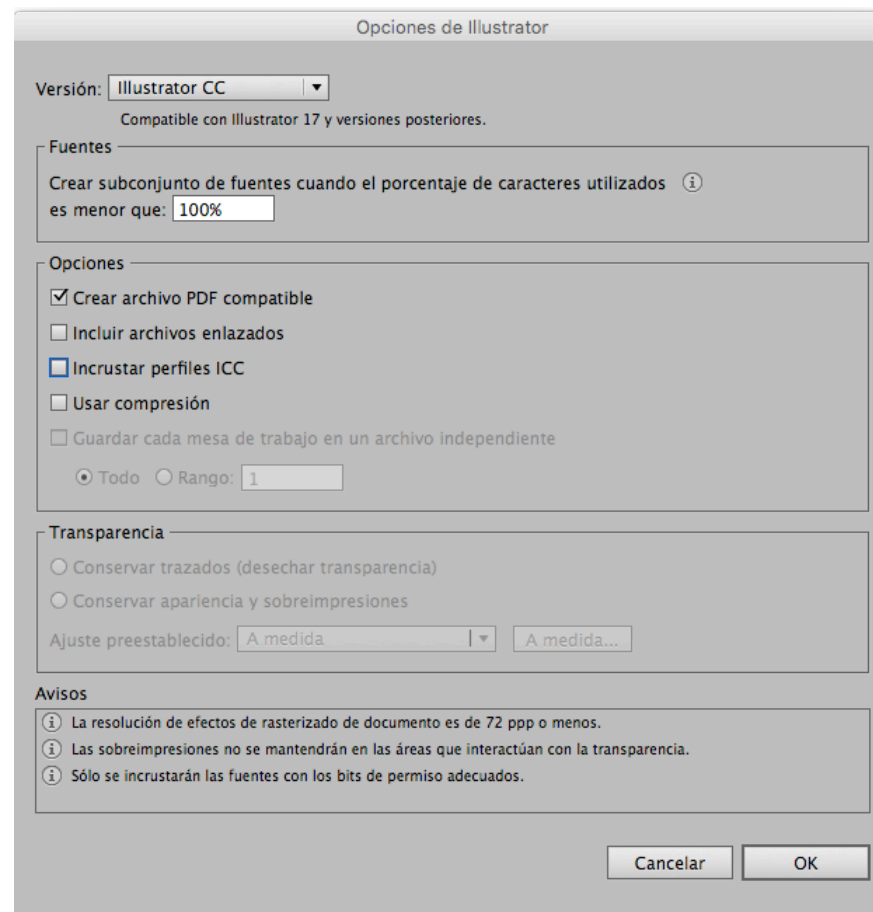 Opciones de Illustrator
Versión: Illustrator CC
Compatible con Illustrator 17 y versiones posteriores.
Fuentes
Crear subconjunto de fuentes cuando el porcentaje de caracteres utilizados
es menor que: 100%
Opciones
Crear archivo PDF compatible
Incluir archivos enlazados
Incrustar perfiles ICC
Usar compresión
Guardar cada mesa de trabajo en un archivo independiente
Todo Rango: 1
Transparencia
Conservar trazados (desechar transparencia)
Conservar apariencia y sobreimpresiones
Ajuste preestablecido: A medida A medida...
Avisos
La resolución de efectos de rasterizado de documento es de 72 ppp o menos.
Las sobreimpresiones no se mantendrán en las áreas que interactúan con la transparencia.
Sólo se incrustarán las fuentes con los bits de permiso adecuados.
Cancelar OK